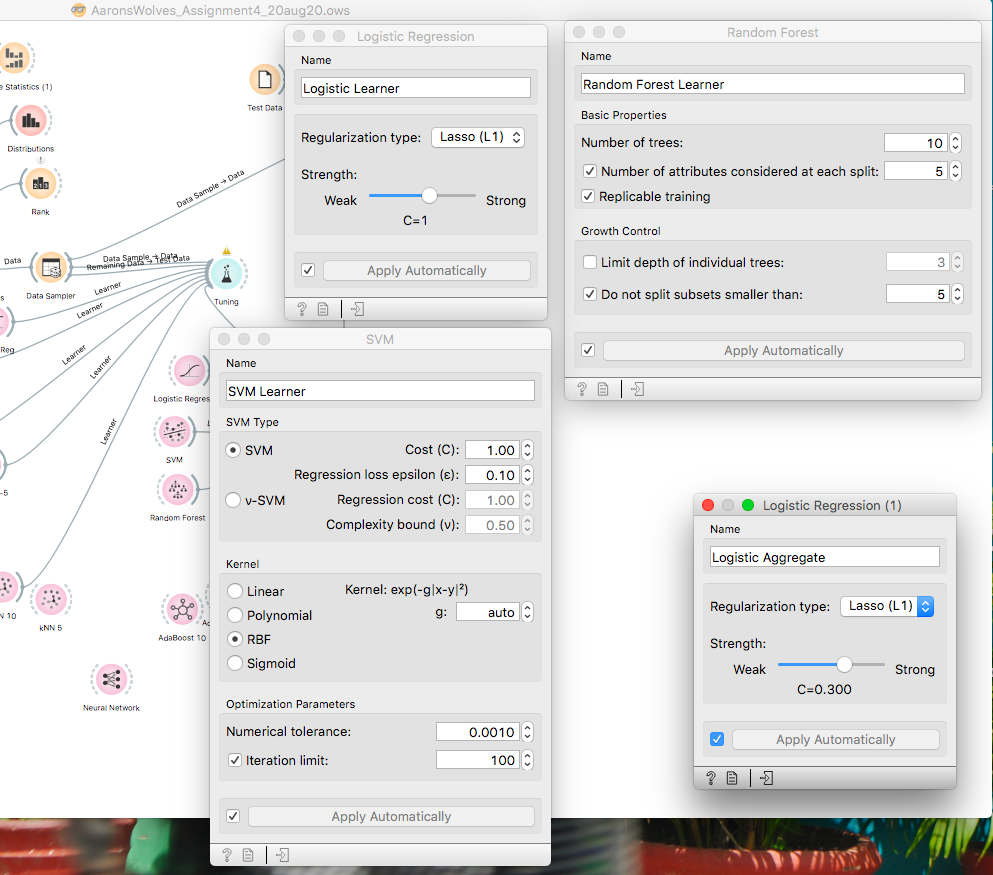 AaronsWolves_Assignment4_20aug20.ows
e Statistics (1)
Distributions
Rank
Test Data
Data Sample → Data
Data
Data Sampler
Data Sample → Data
Remaining Data → Test Data
Tuning
Learner
Learner
Learner
Learner
Learner
Reg
Logistic Regres
SVM
Random Forest
-5
N 10
kNN 5
AdaBoost 10
Neural Network
Logistic Regression
Name
Logistic Learner
Regularization type: Lasso (L1)
Strength:
Weak Strong
C=1
Apply Automatically
Random Forest
Name
Random Forest Learner
Basic Properties
Number of trees: 10
Number of attributes considered at each split: 5
Replicable training
Growth Control
Limit depth of individual trees: 3
Do not split subsets smaller than: 5
Apply Automatically
SVM
Name
SVM Learner
SVM Type
SVM Cost (C): 1.00
Regression loss epsilon (ε): 0.10
ν-SVM Regression cost (C): 1.00
Complexity bound (ν): 0.50
Kernel
Linear Kernel: exp(-g|x-y|²)
Polynomial g: auto
RBF
Sigmoid
Optimization Parameters
Numerical tolerance: 0.0010
Iteration limit: 100
Apply Automatically
Logistic Regression (1)
Name
Logistic Aggregate
Regularization type: Lasso (L1)
Strength:
Weak Strong
C=0.300
Apply Automatically